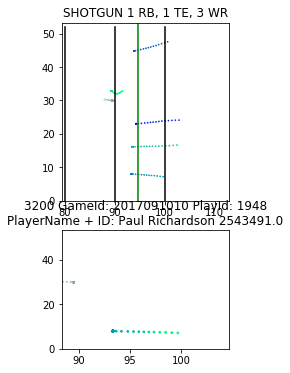 SHOTGUN 1 RB, 1 TE, 3 WR
50
40
30
20
10
0
80 90 100 110
3200 GameId: 2017091010 PlayId: 1948
PlayerName + ID: Paul Richardson 2543491.0
40
20
0
90 95 100